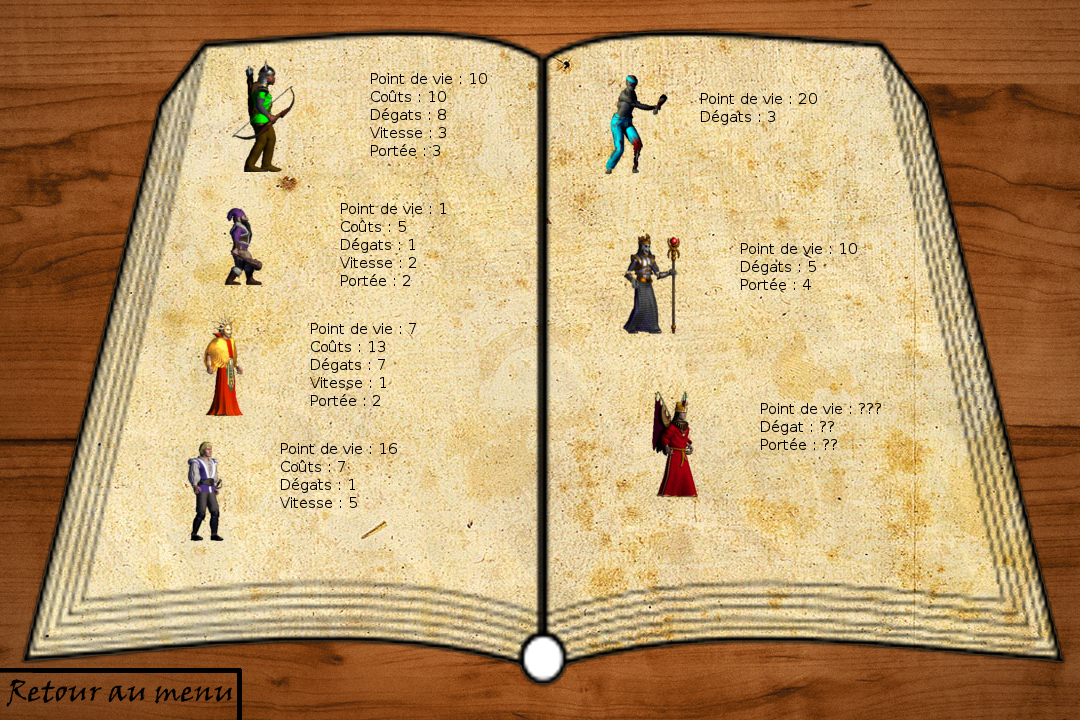 Point de vie : 10
Coûts : 10
Dégats : 8
Vitesse : 3
Portée : 3
Point de vie : 1
Coûts : 5
Dégats : 1
Vitesse : 2
Portée : 2
Point de vie : 7
Coûts : 13
Dégats : 7
Vitesse : 1
Portée : 2
Point de vie : 16
Coûts : 7
Dégats : 1
Vitesse : 5
Point de vie : 20
Dégats : 3
Point de vie : 10
Dégats : 5
Portée : 4
Point de vie : ???
Dégat : ??
Portée : ??
Retour au menu